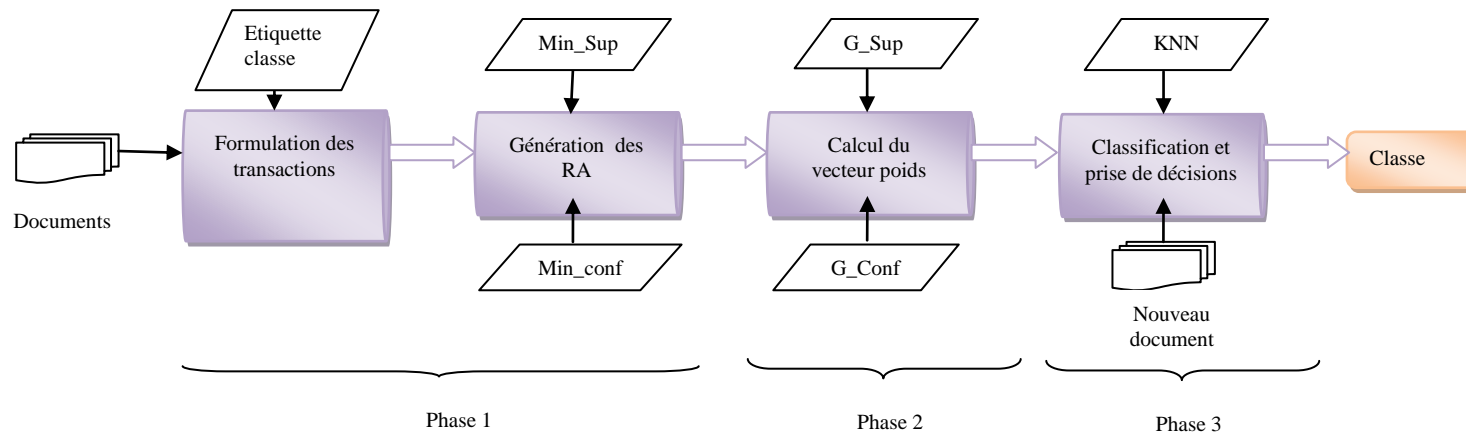 Etiquette
classe
Min_Sup
G_Sup
KNN
Formulation des
transactions
Génération des
RA
Calcul du
vecteur poids
Classification et
prise de décisions
Classe
Documents
Min_conf
G_Conf
Nouveau
document
Phase 1
Phase 2
Phase 3